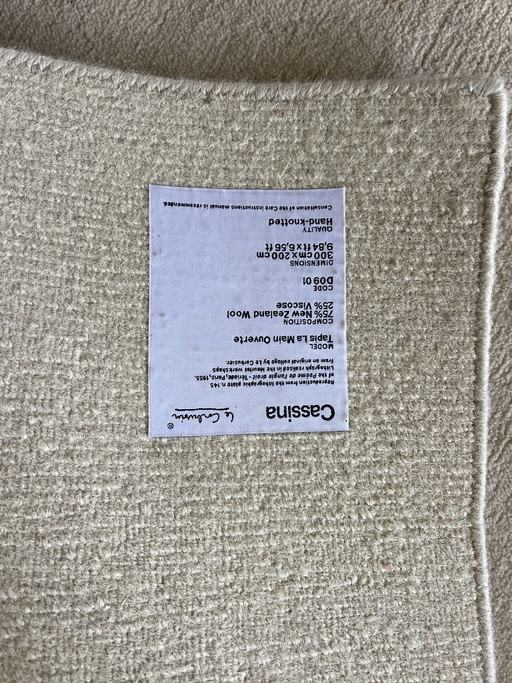 Cassina
Le Corbusier ®
Reproduction from the lithographic plate n.145
of the Poème de l'angle droit - Tériade, Paris, 1955.
Lithograph realised in the Mourlot workshops
from an original collage by Le Corbusier.
MODEL
Tapis La Main Ouverte
COMPOSITION
75% New Zealand Wool
25% Viscose
CODE
D09 01
DIMENSIONS
300 cm x 200 cm
9,84 ft x 6,56 ft
QUALITY
Hand-knotted
Consultation of the Care instructions manual is recommended.